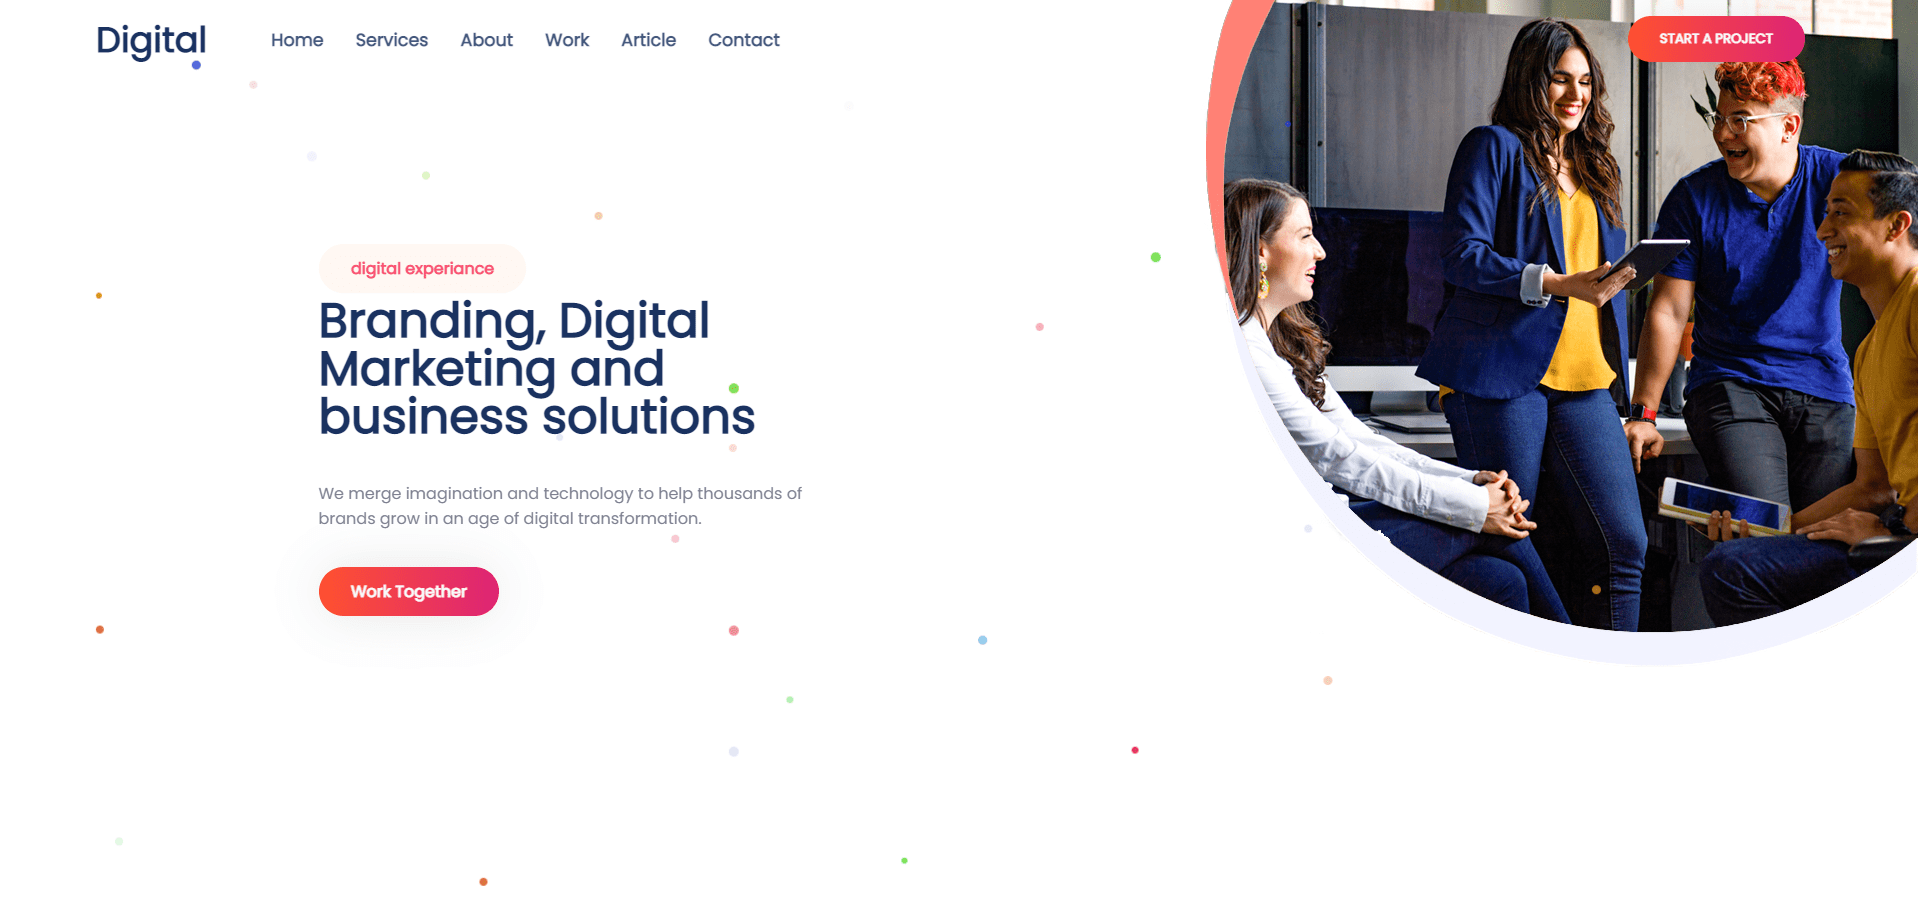 Digital
Home Services About Work Article Contact
START A PROJECT
digital experiance
Branding, Digital
Marketing and
business solutions
We merge imagination and technology to help thousands of
brands grow in an age of digital transformation.
Work Together